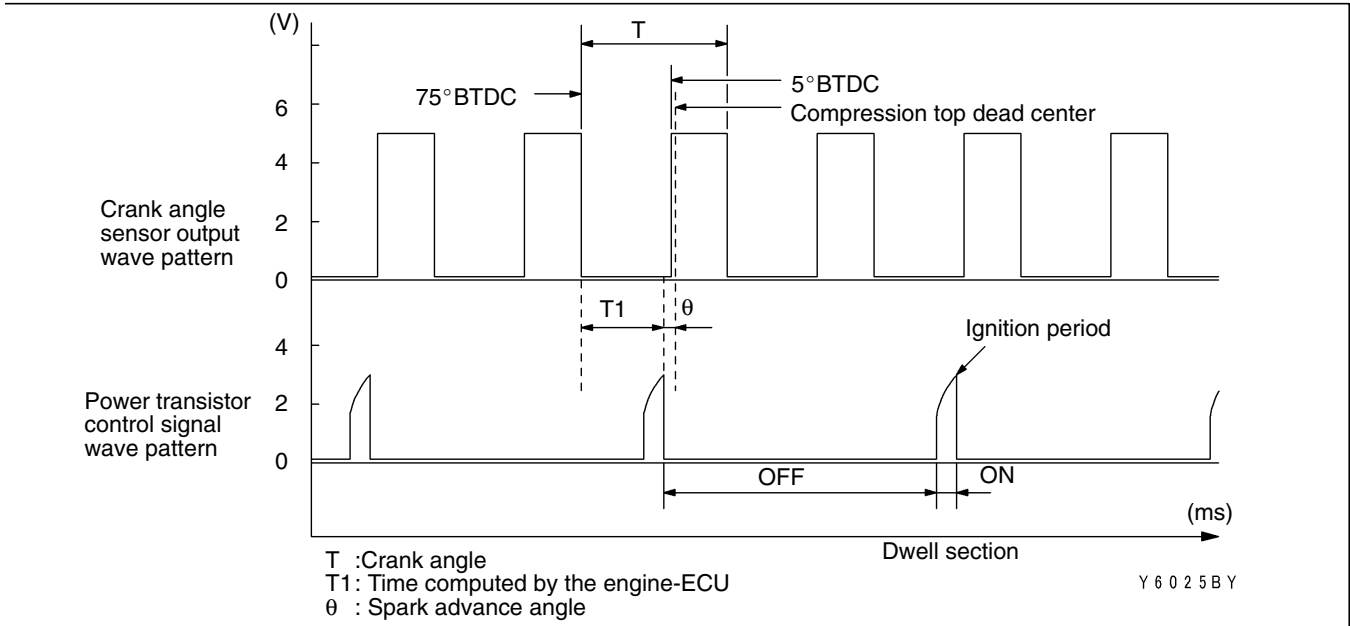 (V)
T
75°BTDC
5°BTDC
Compression top dead center
6
4
2
0
Crank angle
sensor output
wave pattern
T1
θ
Ignition period
4
2
0
Power transistor
control signal
wave pattern
OFF
ON
(ms)
Dwell section
T :Crank angle
T1: Time computed by the engine-ECU
θ : Spark advance angle
Y6025BY